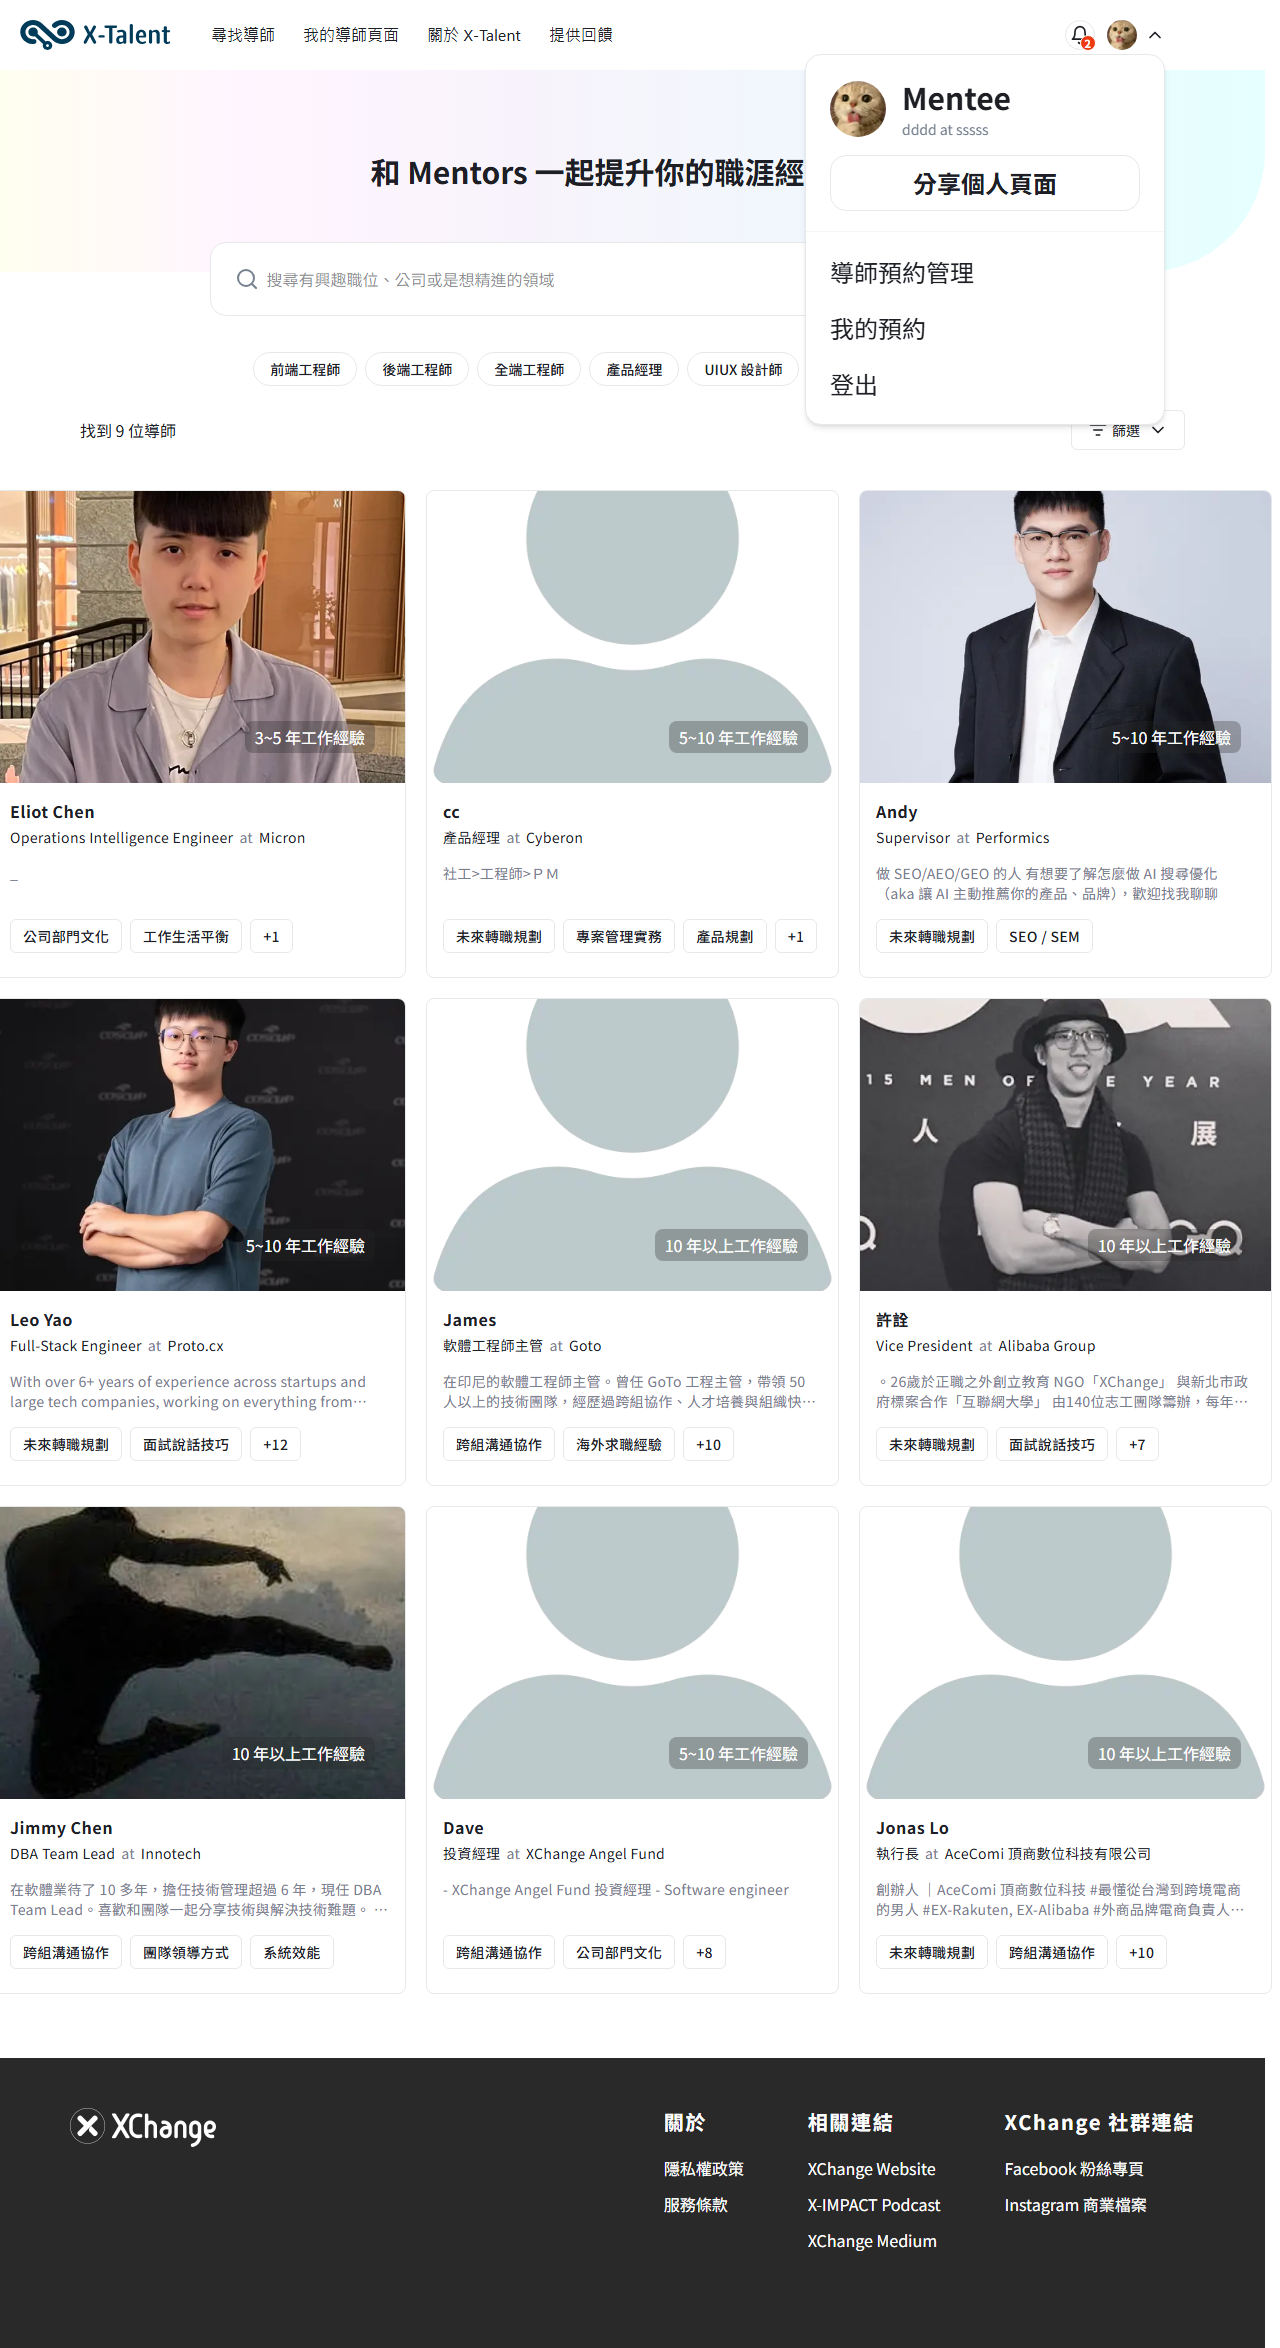 X-Talent
尋找導師
我的導師頁面
關於 X-Talent
提供回饋
2
Mentee
dddd at sssss
分享個人頁面
導師預約管理
我的預約
登出
和 Mentors 一起提升你的職涯經
搜尋有興趣職位、公司或是想精進的領域
前端工程師
後端工程師
全端工程師
產品經理
UIUX 設計師
找到 9 位導師
篩選
3~5 年工作經驗
Eliot Chen
Operations Intelligence Engineer at Micron
_
公司部門文化
工作生活平衡
+1
5~10 年工作經驗
cc
產品經理 at Cyberon
社工>工程師>ＰＭ
未來轉職規劃
專案管理實務
產品規劃
+1
5~10 年工作經驗
Andy
Supervisor at Performics
做 SEO/AEO/GEO 的人 有想要了解怎麼做 AI 搜尋優化
（aka 讓 AI 主動推薦你的產品、品牌），歡迎找我聊聊
未來轉職規劃
SEO / SEM
COSCUP
5~10 年工作經驗
Leo Yao
Full-Stack Engineer at Proto.cx
With over 6+ years of experience across startups and
large tech companies, working on everything from…
未來轉職規劃
面試說話技巧
+12
10 年以上工作經驗
James
軟體工程師主管 at Goto
在印尼的軟體工程師主管。曾任 GoTo 工程主管，帶領 50
人以上的技術團隊，經歷過跨組協作、人才培養與組織快…
跨組溝通協作
海外求職經驗
+10
15 MEN OF E YEAR
人 展
GQ
10 年以上工作經驗
許詮
Vice President at Alibaba Group
。26歲於正職之外創立教育 NGO「XChange」 與新北市政
府標案合作「互聯網大學」 由140位志工團隊籌辦，每年…
未來轉職規劃
面試說話技巧
+7
10 年以上工作經驗
Jimmy Chen
DBA Team Lead at Innotech
在軟體業待了 10 多年，擔任技術管理超過 6 年，現任 DBA
Team Lead。喜歡和團隊一起分享技術與解決技術難題。 …
跨組溝通協作
團隊領導方式
系統效能
5~10 年工作經驗
Dave
投資經理 at XChange Angel Fund
- XChange Angel Fund 投資經理 - Software engineer
跨組溝通協作
公司部門文化
+8
10 年以上工作經驗
Jonas Lo
執行長 at AceComi 頂商數位科技有限公司
創辦人 ｜AceComi 頂商數位科技 #最懂從台灣到跨境電商
的男人 #EX-Rakuten, EX-Alibaba #外商品牌電商負責人…
未來轉職規劃
跨組溝通協作
+10
XChange
關於
隱私權政策
服務條款
相關連結
XChange Website
X-IMPACT Podcast
XChange Medium
XChange 社群連結
Facebook 粉絲專頁
Instagram 商業檔案